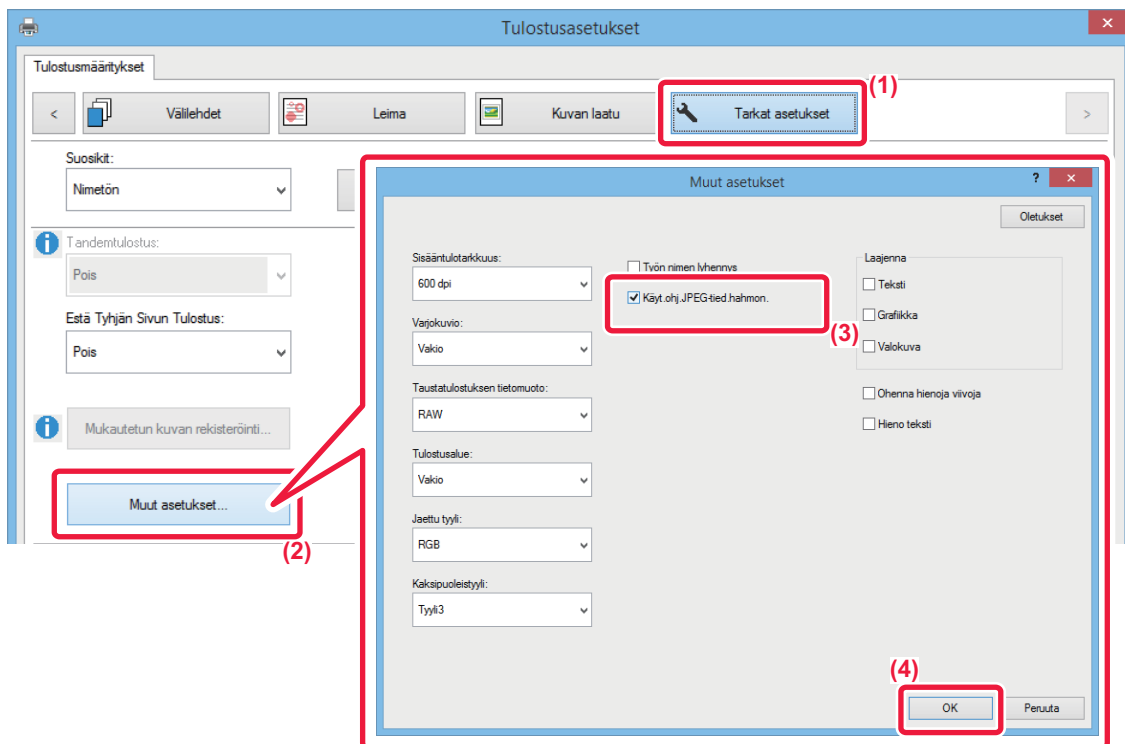 Tulostusasetukset
Tulostusmääritykset
(1)
<
Välilehdet
Leima
Kuvan laatu
Tarkat asetukset
>
Suosikit:
Nimetön
Tandemtulostus:
Pois
Estä Tyhjän Sivun Tulostus:
Pois
Mukautetun kuvan rekisteröinti...
Muut asetukset...
(2)
Muut asetukset
?
Oletukset
Sisääntulotarkkuus:
600 dpi
Varjokuvio:
Vakio
Taustatulostuksen tietomuoto:
RAW
Tulostusalue:
Vakio
Jaettu tyyli:
RGB
Kaksipuoleistyyli:
Tyyli3
Työn nimen lyhennys
Käyt.ohj.JPEG-tied.hahmon.
(3)
Laajenna
Teksti
Grafiikka
Valokuva
Ohenna hienoja viivoja
Hieno teksti
(4)
OK
Peruuta